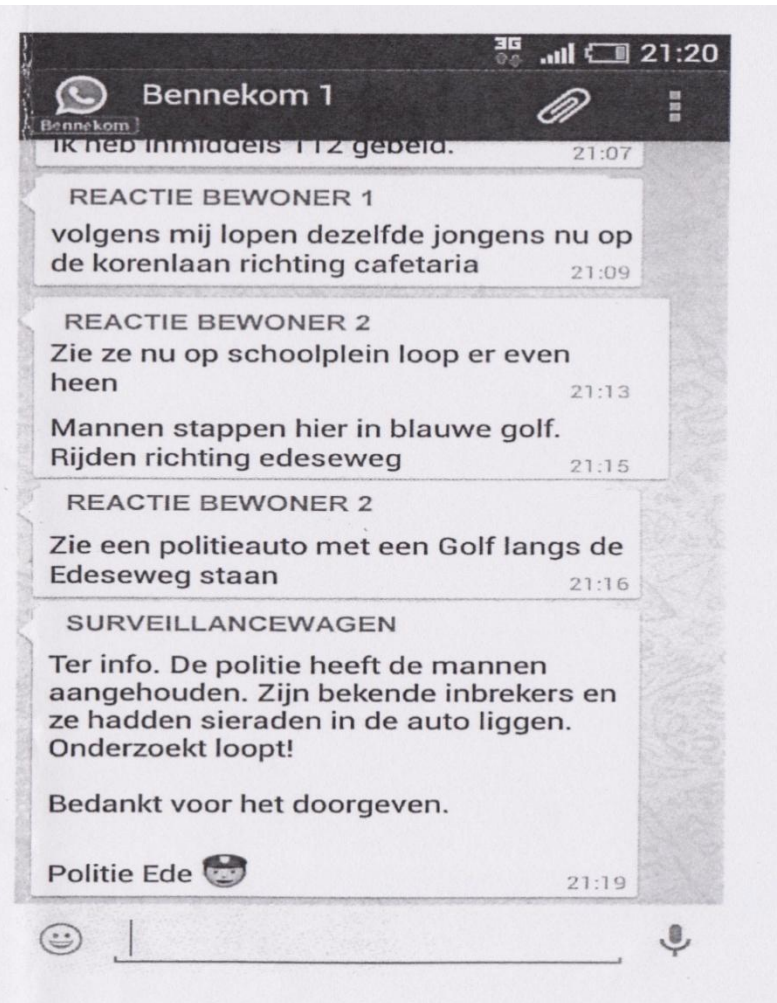 3G 21:20
Bennekom 1
Bennekom
Ik heb inmiddels 112 gebeld. 21:07
REACTIE BEWONER 1
volgens mij lopen dezelfde jongens nu op
de korenlaan richting cafetaria 21:09
REACTIE BEWONER 2
Zie ze nu op schoolplein loop er even
heen 21:13
Mannen stappen hier in blauwe golf.
Rijden richting edeseweg 21:15
REACTIE BEWONER 2
Zie een politieauto met een Golf langs de
Edeseweg staan 21:16
SURVEILLANCEWAGEN
Ter info. De politie heeft de mannen
aangehouden. Zijn bekende inbrekers en
ze hadden sieraden in de auto liggen.
Onderzoekt loopt!
Bedankt voor het doorgeven.
Politie Ede
21:19